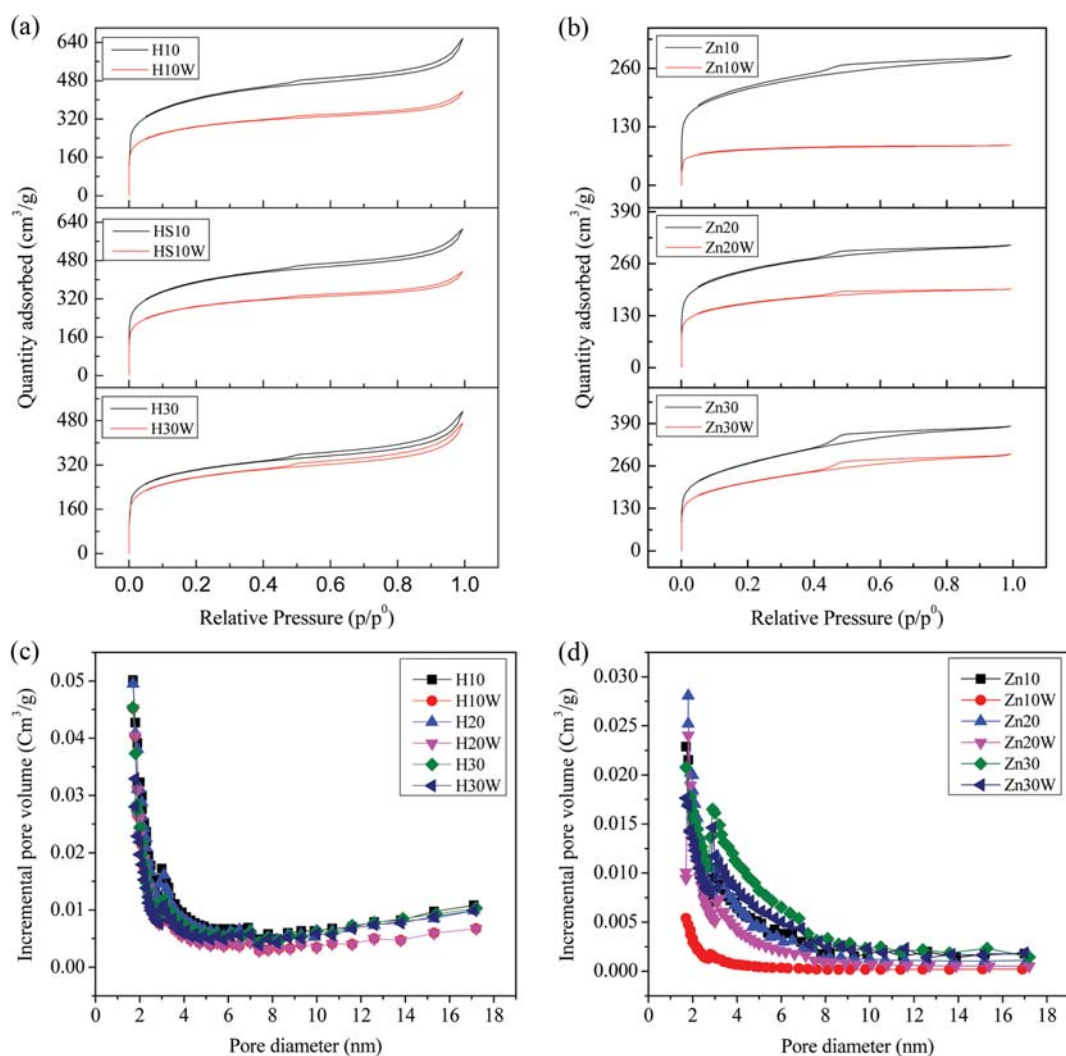 (a)
H10
H10W
HS10
HS10W
H30
H30W
640
480
320
160
0
640
480
320
160
0
480
320
160
0
Quantity adsorbed (cm³/g)
0.0 0.2 0.4 0.6 0.8 1.0
Relative Pressure (p/p⁰)
(b)
Zn10
Zn10W
Zn20
Zn20W
Zn30
Zn30W
260
130
0
390
260
130
0
390
260
130
0
Quantity adsorbed (cm³/g)
0.0 0.2 0.4 0.6 0.8 1.0
Relative Pressure (p/p⁰)
(c)
H10
H10W
H20
H20W
H30
H30W
0.05
0.04
0.03
0.02
0.01
0.00
Incremental pore volume (Cm³/g)
0 2 4 6 8 10 12 14 16 18
Pore diameter (nm)
(d)
Zn10
Zn10W
Zn20
Zn20W
Zn30
Zn30W
0.030
0.025
0.020
0.015
0.010
0.005
0.000
Incremental pore volume (Cm³/g)
0 2 4 6 8 10 12 14 16 18
Pore diameter (nm)